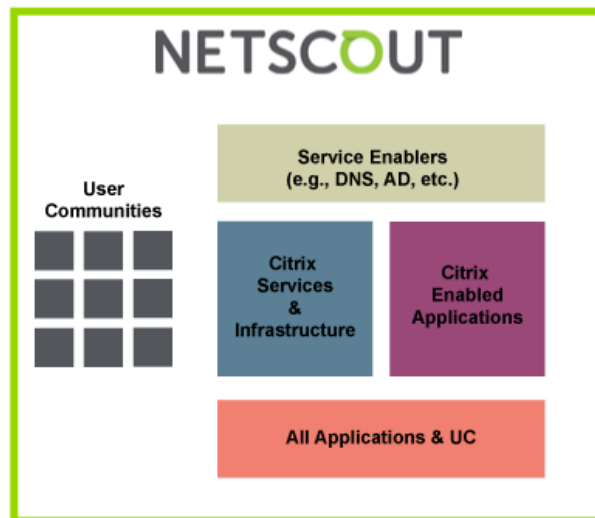 NETSCOUT
Service Enablers
(e.g., DNS, AD, etc.)
User
Communities
Citrix
Services
&
Infrastructure
Citrix
Enabled
Applications
All Applications & UC